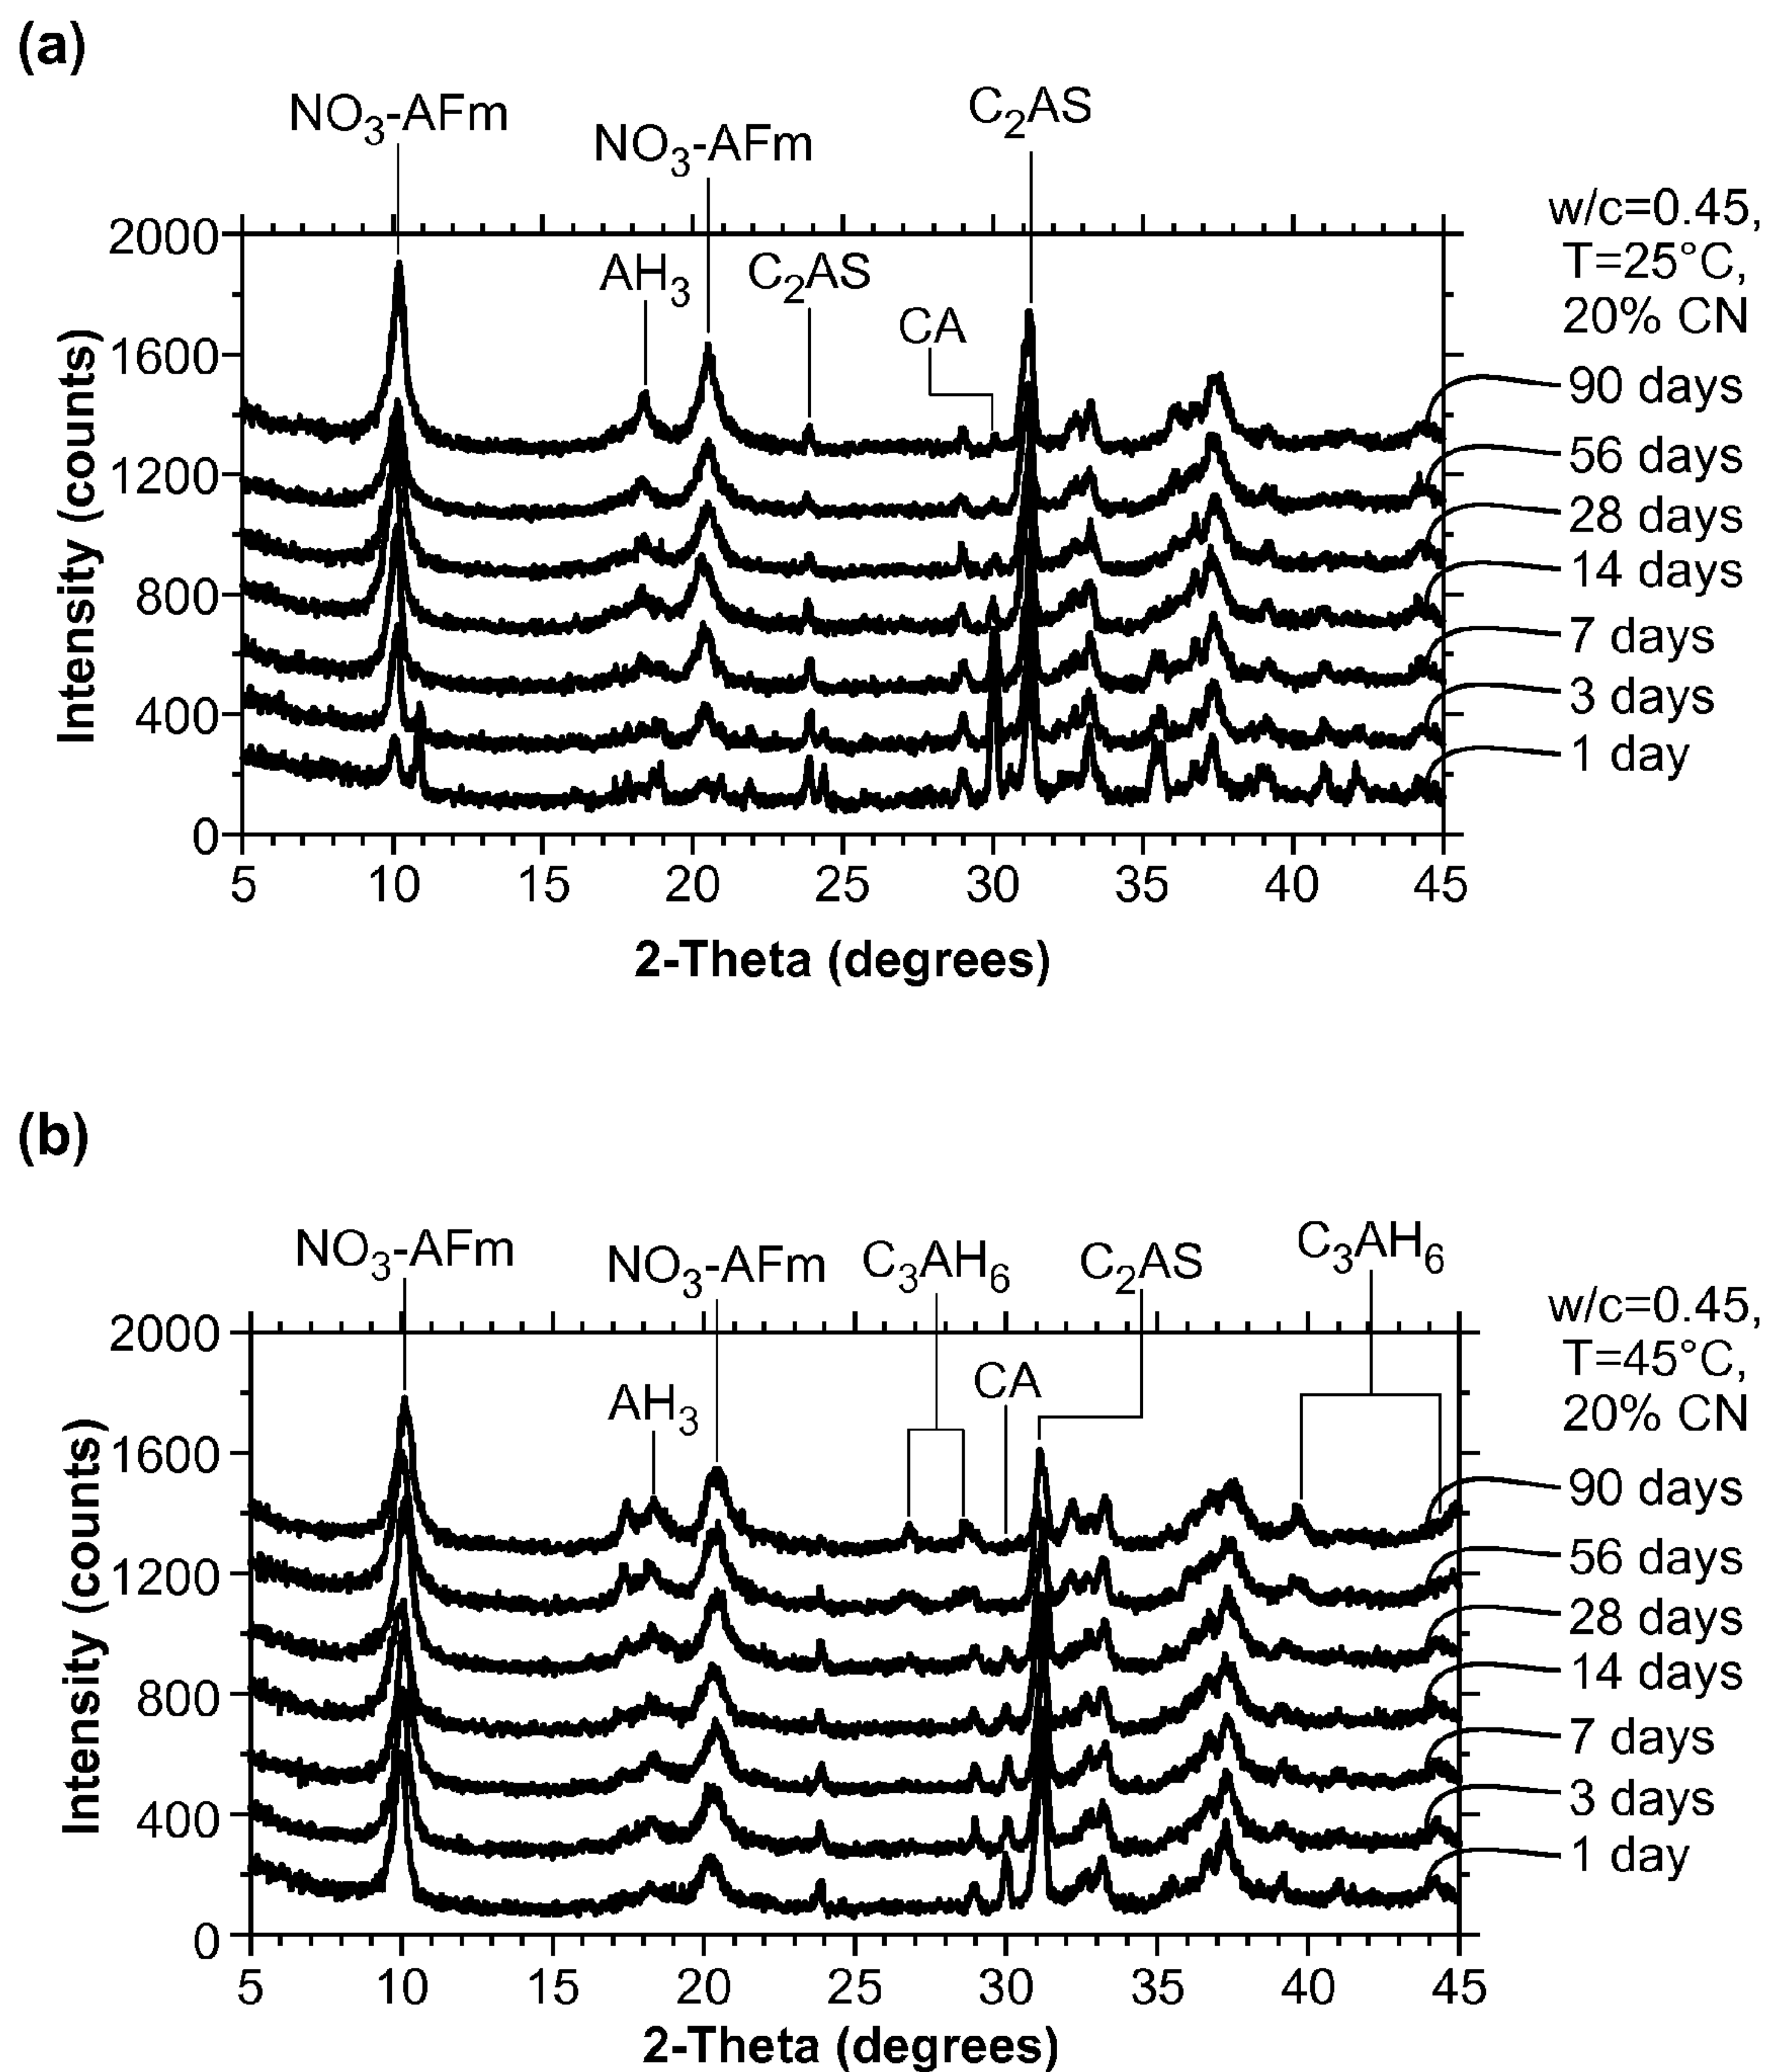 (a)
NO₃-AFm
NO₃-AFm
C₂AS
AH₃
C₂AS
CA
w/c=0.45,
T=25°C,
20% CN
2000
1600
1200
800
400
0
Intensity (counts)
90 days
56 days
28 days
14 days
7 days
3 days
1 day
5 10 15 20 25 30 35 40 45
2-Theta (degrees)
(b)
NO₃-AFm
NO₃-AFm
C₃AH₆
C₂AS
C₃AH₆
AH₃
CA
w/c=0.45,
T=45°C,
20% CN
2000
1600
1200
800
400
0
Intensity (counts)
90 days
56 days
28 days
14 days
7 days
3 days
1 day
5 10 15 20 25 30 35 40 45
2-Theta (degrees)